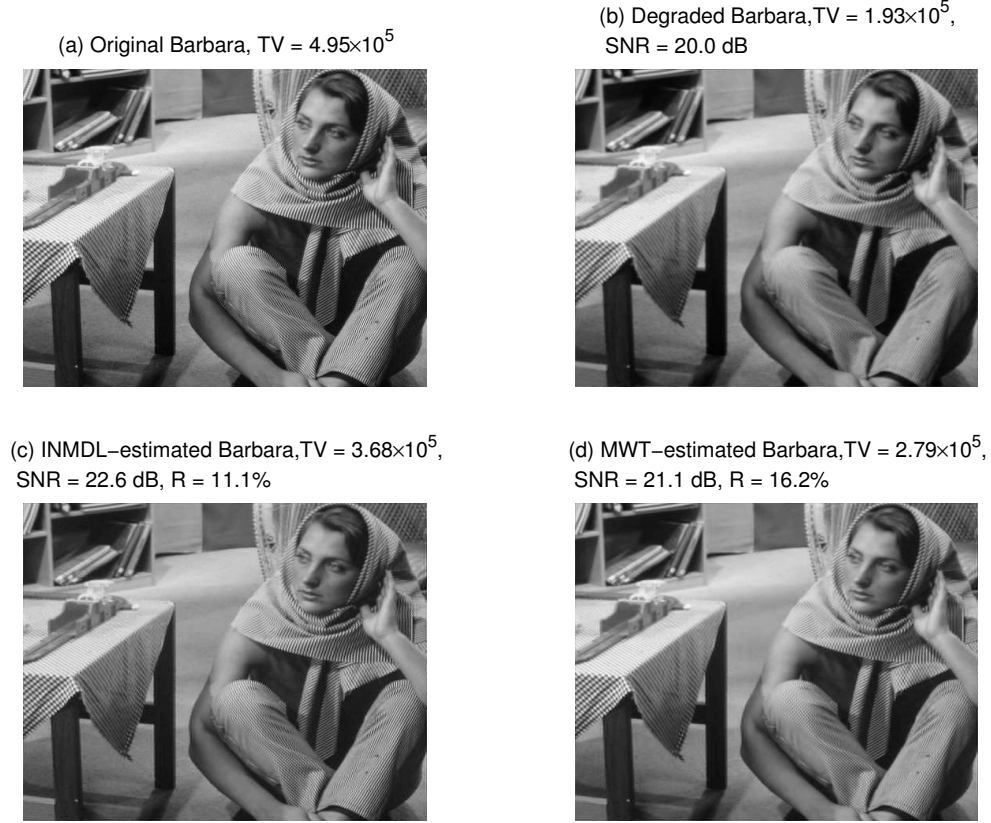 (a) Original Barbara, TV = 4.95×10^5
(b) Degraded Barbara,TV = 1.93×10^5,
SNR = 20.0 dB
(c) INMDL−estimated Barbara,TV = 3.68×10^5,
SNR = 22.6 dB, R = 11.1%
(d) MWT−estimated Barbara,TV = 2.79×10^5,
SNR = 21.1 dB, R = 16.2%